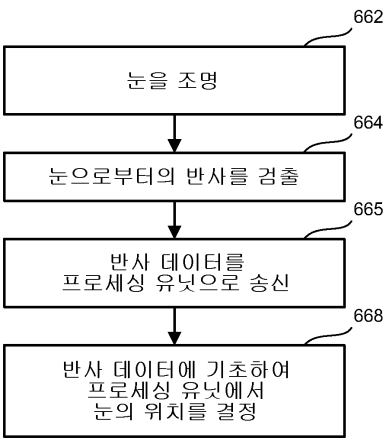 662
눈을 조명
664
눈으로부터의 반사를 검출
665
반사 데이터를
프로세싱 유닛으로 송신
668
반사 데이터에 기초하여
프로세싱 유닛에서
눈의 위치를 결정